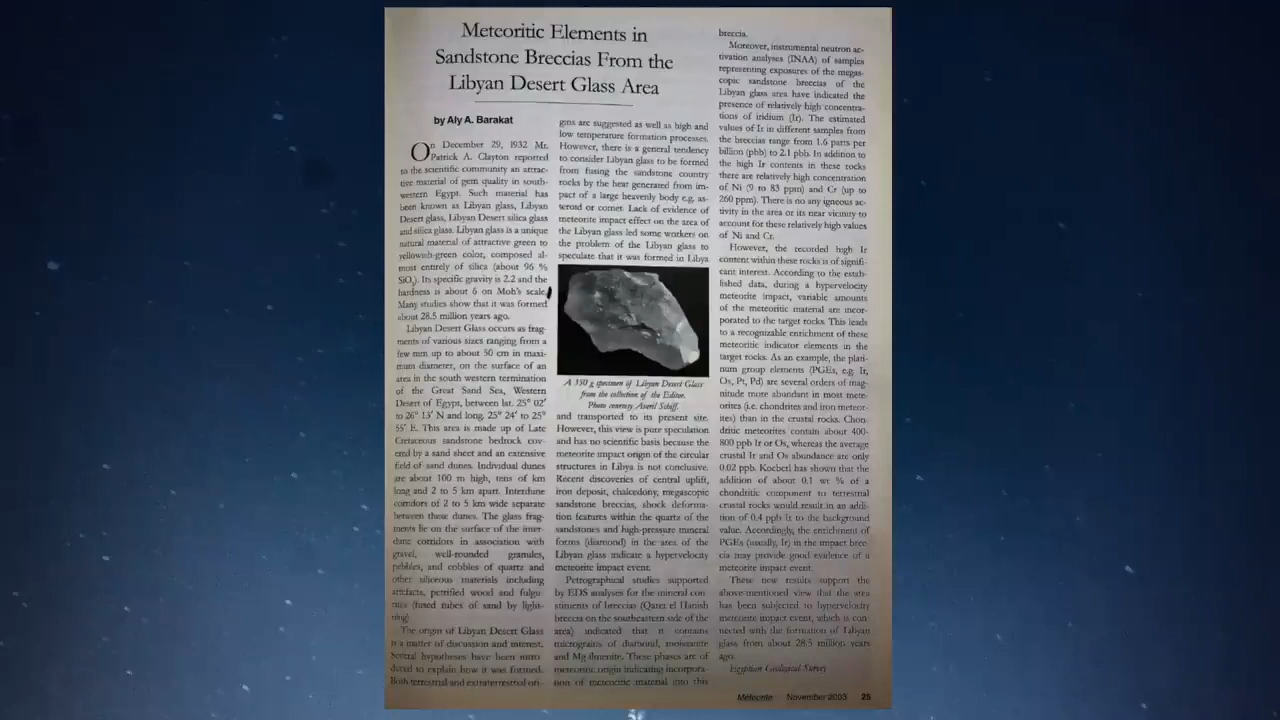 Meteoritic Elements in
Sandstone Breccias From the
Libyan Desert Glass Area
by Aly A. Barakat
On December 29, 1932 Mr.
Patrick A. Clayton reported
to the scientific community an attrac-
tive material of gem quality in south-
western Egypt. Such material has
been known as Libyan glass, Libyan
Desert glass, Libyan Desert silica glass
and silica glass. Libyan glass is a unique
natural material of attractive green to
yellowish-green color, composed al-
most entirely of silica (about 96 %
SiO₂). Its specific gravity is 2.2 and the
hardness is about 6 on Moh's scale.
Many studies show that it was formed
about 28.5 million years ago.
Libyan Desert Glass occurs as frag-
ments of various sizes ranging from a
few mm up to about 50 cm in maxi-
mum diameter, on the surface of an
area in the south western termination
of the Great Sand Sea, Western
Desert of Egypt, between lat. 25° 02'
to 26° 13' N and long. 25° 24' to 25°
55' E. This area is made up of Late
Cretaceous sandstone bedrock cov-
ered by a sand sheet and an extensive
field of sand dunes. Individual dunes
are about 100 m high, tens of km
long and 2 to 5 km apart. Interdune
corridors of 2 to 5 km wide separate
between these dunes. The glass frag-
ments lie on the surface of the inter-
dune corridors in association with
gravel, well-rounded granules,
pebbles, and cobbles of quartz and
other siliceous materials including
artefacts, petrified wood and fulgu-
rites (fused tubes of sand by light-
ning)
The origin of Libyan Desert Glass
is a matter of discussion and interest.
Several hypotheses have been intro-
duced to explain how it was formed.
Both terrestrial and extraterrestrial ori-
gins are suggested as well as high and
low temperature formation processes.
However, there is a general tendency
to consider Libyan glass to be formed
from fusing the sandstone country
rocks by the heat generated from im-
pact of a large heavenly body e.g. as-
teroid or comet. Lack of evidence of
meteorite impact effect on the area of
the Libyan glass led some workers on
the problem of the Libyan glass to
speculate that it was formed in Libya
A 350 g specimen of Libyan Desert Glass
from the collection of the Editor.
Photo courtesy Averil Schiff.
and transported to its present site.
However, this view is pure speculation
and has no scientific basis because the
meteorite impact origin of the circular
structures in Libya is not conclusive.
Recent discoveries of central uplift,
iron deposit, chalcedony, megascopic
sandstone breccias, shock deforma-
tion features within the quartz of the
sandstones and high-pressure mineral
forms (diamond) in the area of the
Libyan glass indicate a hypervelocity
meteorite impact event.
Petrographical studies supported
by EDS analyses for the mineral con-
stituents of breccias (Qaret el Hanish
breccia on the southeastern side of the
area) indicated that it contains
micrograins of diamond, moissanite
and Mg ilmenite. These phases are of
meteoritic origin indicating incorpora-
tion of meteoritic material into this
breccia.
Moreover, instrumental neutron ac-
tivation analyses (INAA) of samples
representing exposures of the megas-
copic sandstone breccias of the
Libyan glass area have indicated the
presence of relatively high concentra-
tions of iridium (Ir). The estimated
values of Ir in different samples from
the breccias range from 1.6 parts per
billion (pbb) to 2.1 pbb. In addition to
the high Ir contents in these rocks
there are relatively high concentration
of Ni (9 to 83 ppm) and Cr (up to
260 ppm). There is no any igneous ac-
tivity in the area or its near vicinity to
account for these relatively high values
of Ni and Cr.
However, the recorded high Ir
content within these rocks is of signifi-
cant interest. According to the estab-
lished data, during a hypervelocity
meteorite impact, variable amounts
of the meteoritic material are incor-
porated to the target rocks. This leads
to a recognizable enrichment of these
meteoritic indicator elements in the
target rocks. As an example, the plati-
num group elements (PGEs, e.g. Ir,
Os, Pt, Pd) are several orders of mag-
nitude more abundant in most mete-
orites (i.e. chondrites and iron meteor-
ites) than in the crustal rocks. Chon-
dritic meteorites contain about 400-
800 ppb Ir or Os, whereas the average
crustal Ir and Os abundance are only
0.02 ppb. Koeberl has shown that the
addition of about 0.1 wt % of a
chondritic component to terrestrial
crustal rocks would result in an addi-
tion of 0.4 ppb Ir to the background
value. Accordingly, the enrichment of
PGEs (usually, Ir) in the impact brec-
cia may provide good evidence of a
meteorite impact event.
These new results support the
above-mentioned view that the area
has been subjected to hypervelocity
meteorite impact event, which is con-
nected with the formation of Libyan
glass from about 28.5 million years
ago.
Egyptian Geological Survey
Meteorite November 2003 25